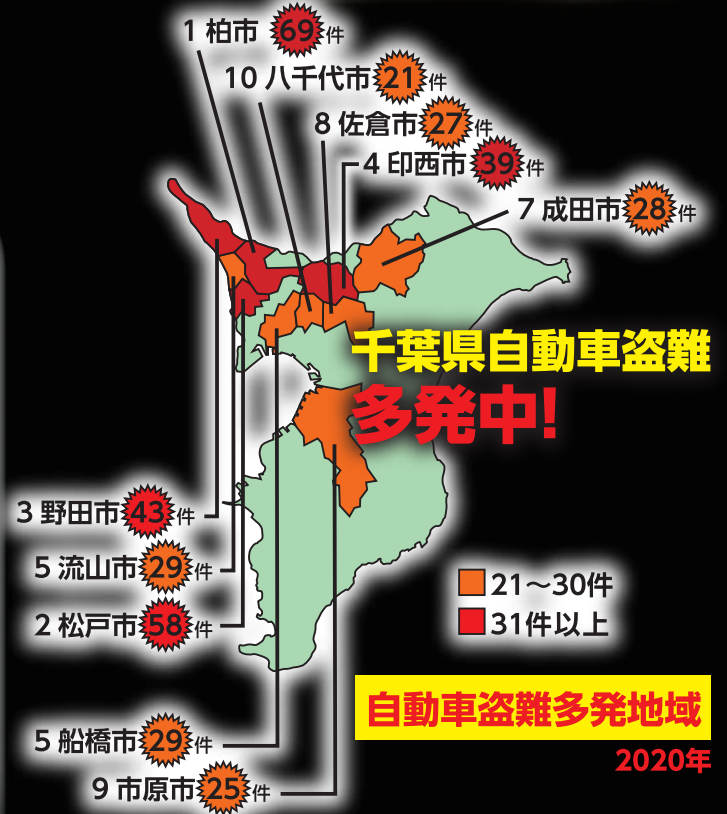 1 柏市 69件
10 八千代市 21件
8 佐倉市 27件
4 印西市 39件
7 成田市 28件
千葉県自動車盗難
多発中!
3 野田市 43件
5 流山市 29件
2 松戸市 58件
21〜30件
31件以上
自動車盗難多発地域
2020年
5 船橋市 29件
9 市原市 25件